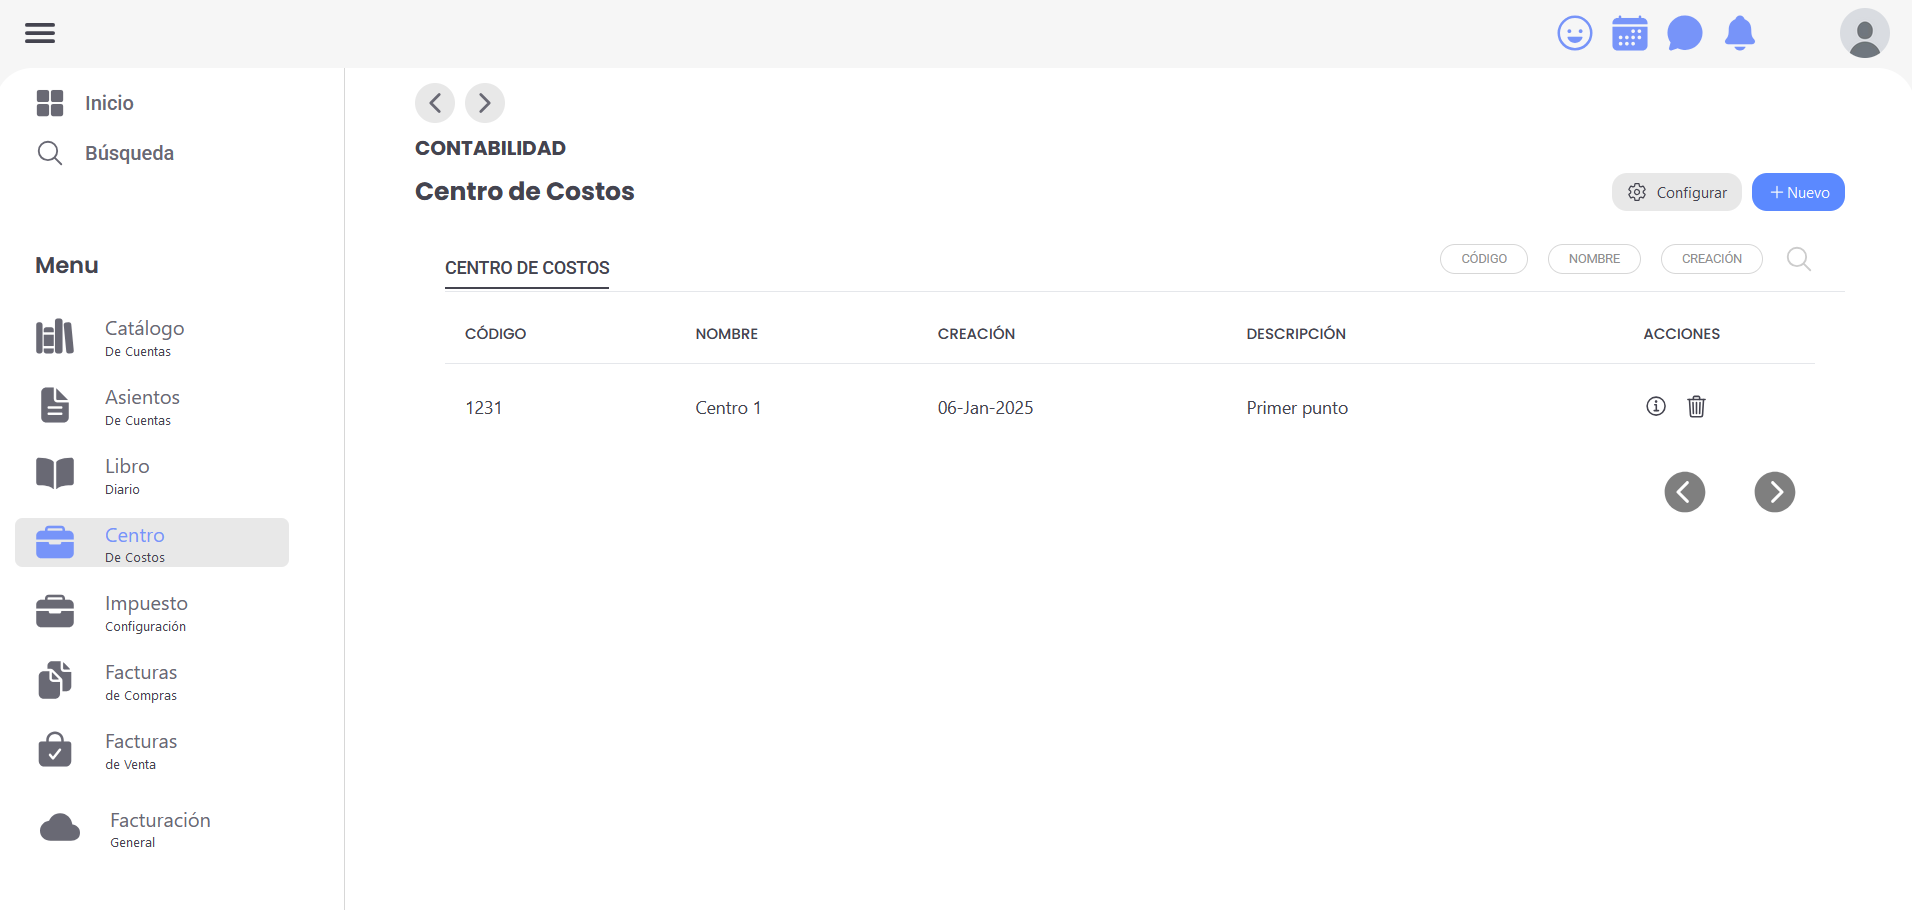 Inicio
Búsqueda
Menu
Catálogo
De Cuentas
Asientos
De Cuentas
Libro
Diario
Centro
De Costos
Impuesto
Configuración
Facturas
de Compras
Facturas
de Venta
Facturación
General
CONTABILIDAD
Centro de Costos
Configurar
Nuevo
CENTRO DE COSTOS
CÓDIGO NOMBRE CREACIÓN
CÓDIGO NOMBRE CREACIÓN DESCRIPCIÓN ACCIONES
1231 Centro 1 06-Jan-2025 Primer punto